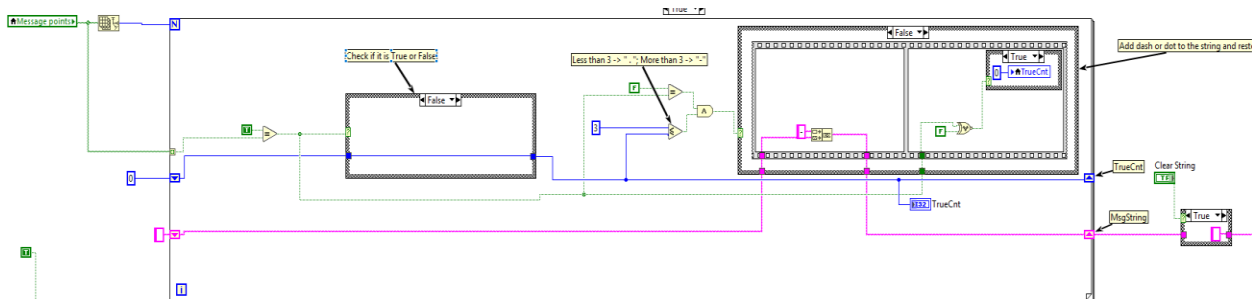 True
Message points
N
False
Check if it is True or False
Add dash or dot to the string and rest
True
Less than 3 -> " . "; More than 3 -> "-"
0
TrueCnt
F
=
A
T
=
3
-
F
V
0
TrueCnt
Clear String
TF
I32
TrueCnt
MsgString
True
T
i